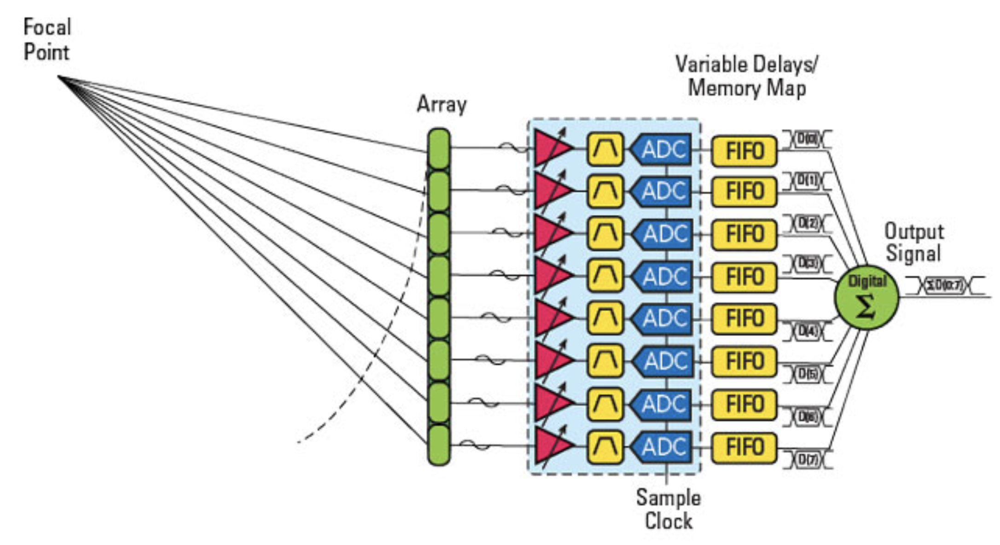 Focal
Point
Array
Variable Delays/
Memory Map
ADC
FIFO
D(0)
ADC
FIFO
D(1)
ADC
FIFO
D(2)
ADC
FIFO
D(3)
ADC
FIFO
D(4)
ADC
FIFO
D(5)
ADC
FIFO
D(6)
ADC
FIFO
D(7)
Digital
Σ
Output
Signal
ΣD(0:7)
Sample
Clock